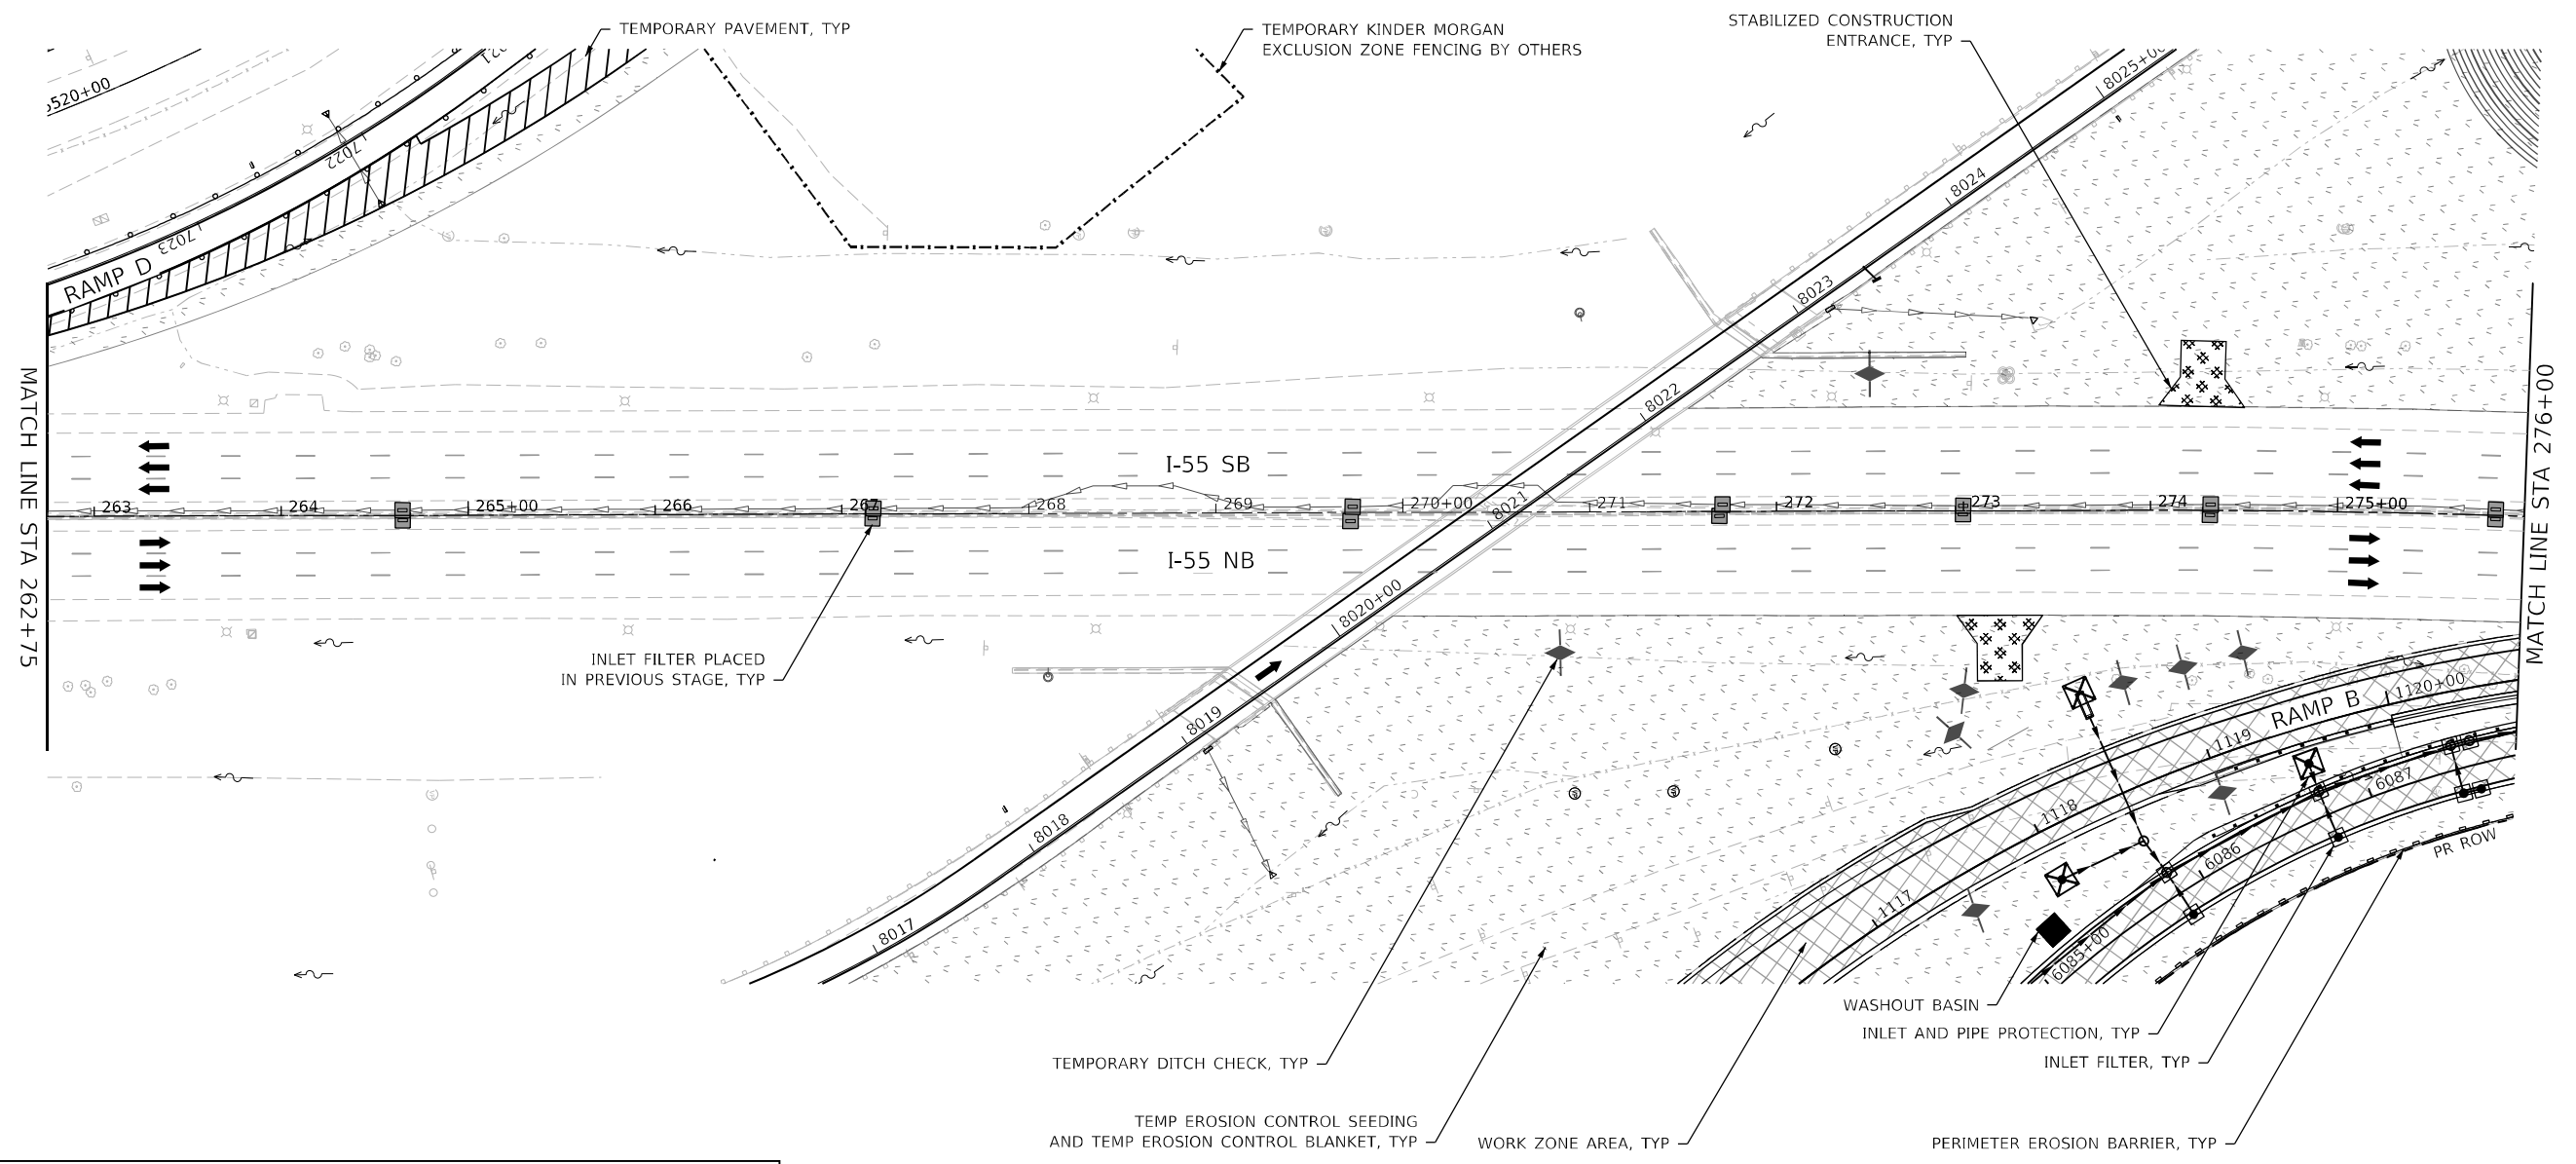 TEMPORARY PAVEMENT, TYP
TEMPORARY KINDER MORGAN
EXCLUSION ZONE FENCING BY OTHERS
STABILIZED CONSTRUCTION
ENTRANCE, TYP
520+00
7022
7023
RAMP D
8025+00
8024
8023
8022
8021
8020+00
8019
8018
8017
MATCH LINE STA 262+75
MATCH LINE STA 276+00
I-55 SB
263
264
265+00
266
267
268
269
270+00
271
272
273
274
275+00
I-55 NB
INLET FILTER PLACED
IN PREVIOUS STAGE, TYP
RAMP B
1120+00
1119
1118
1117
6087
6086
6085+00
PR ROW
WASHOUT BASIN
INLET AND PIPE PROTECTION, TYP
INLET FILTER, TYP
TEMPORARY DITCH CHECK, TYP
TEMP EROSION CONTROL SEEDING
AND TEMP EROSION CONTROL BLANKET, TYP
WORK ZONE AREA, TYP
PERIMETER EROSION BARRIER, TYP